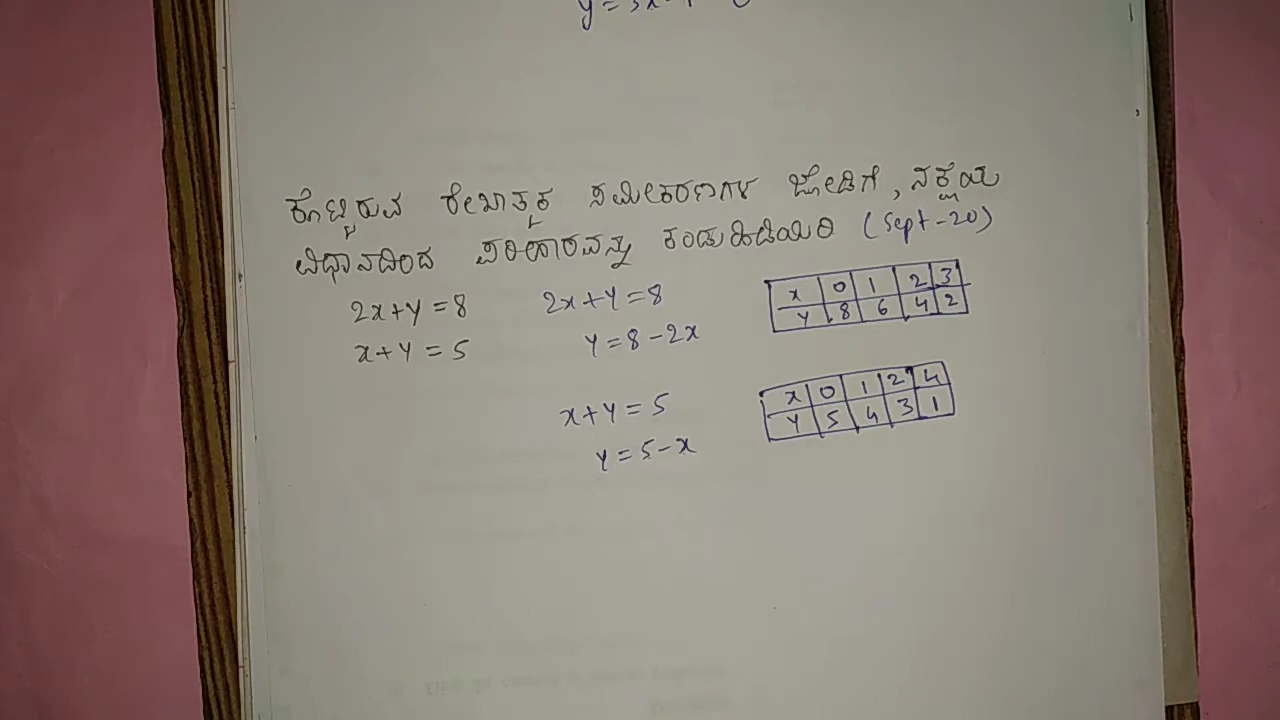 ಕೊಟ್ಟಿರುವ ರೇಖಾತ್ಮಕ ಸಮೀಕರಣಗಳ ಜೋಡಿಗೆ, ನಕ್ಷೆಯ
ವಿಧಾನದಿಂದ ಪರಿಹಾರವನ್ನು ಕಂಡುಹಿಡಿಯಿರಿ (Sept-20)
2x+y=8 2x+y=8
x 0 1 2 3
y 8 6 4 2
x+y=5 y=8-2x
x+y=5
x 0 1 2 4
y 5 4 3 1
y=5-x